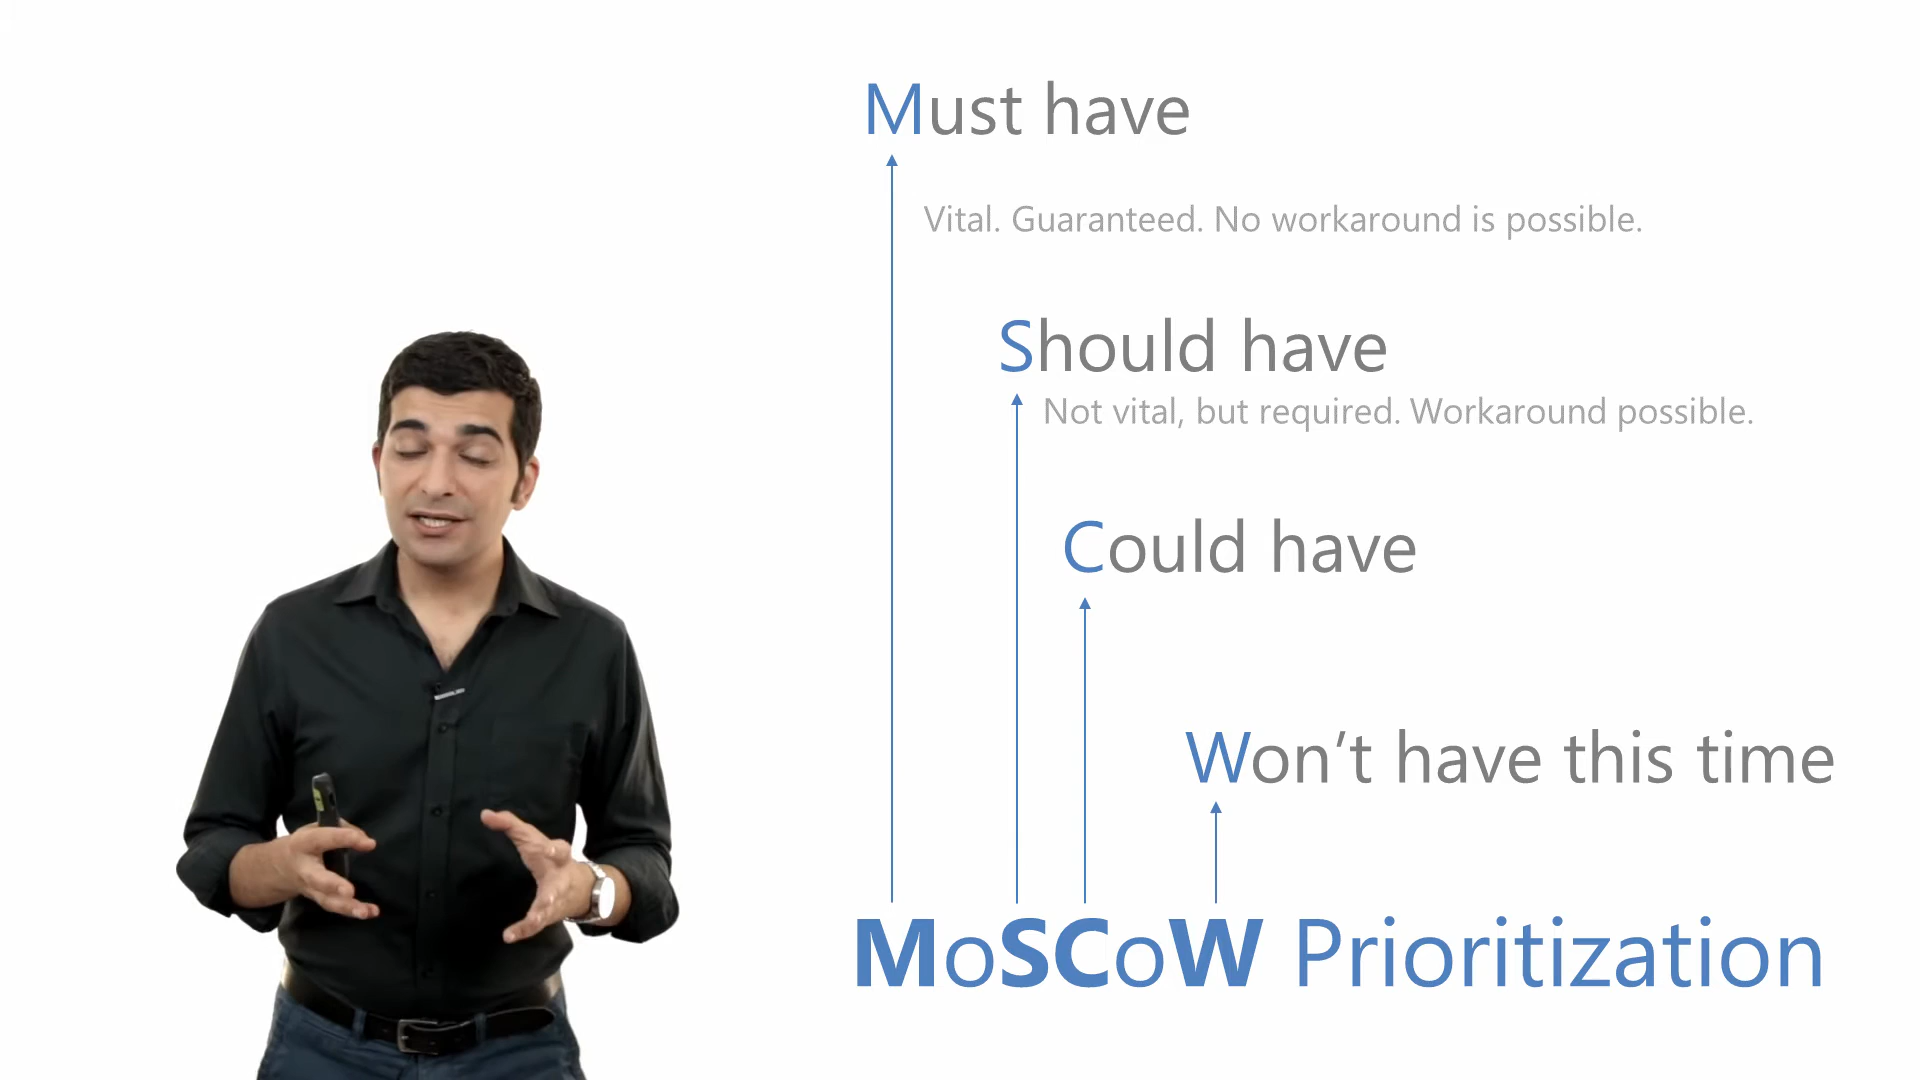 Must have
Vital. Guaranteed. No workaround is possible.
Should have
Not vital, but required. Workaround possible.
Could have
Won’t have this time
MoSCoW Prioritization